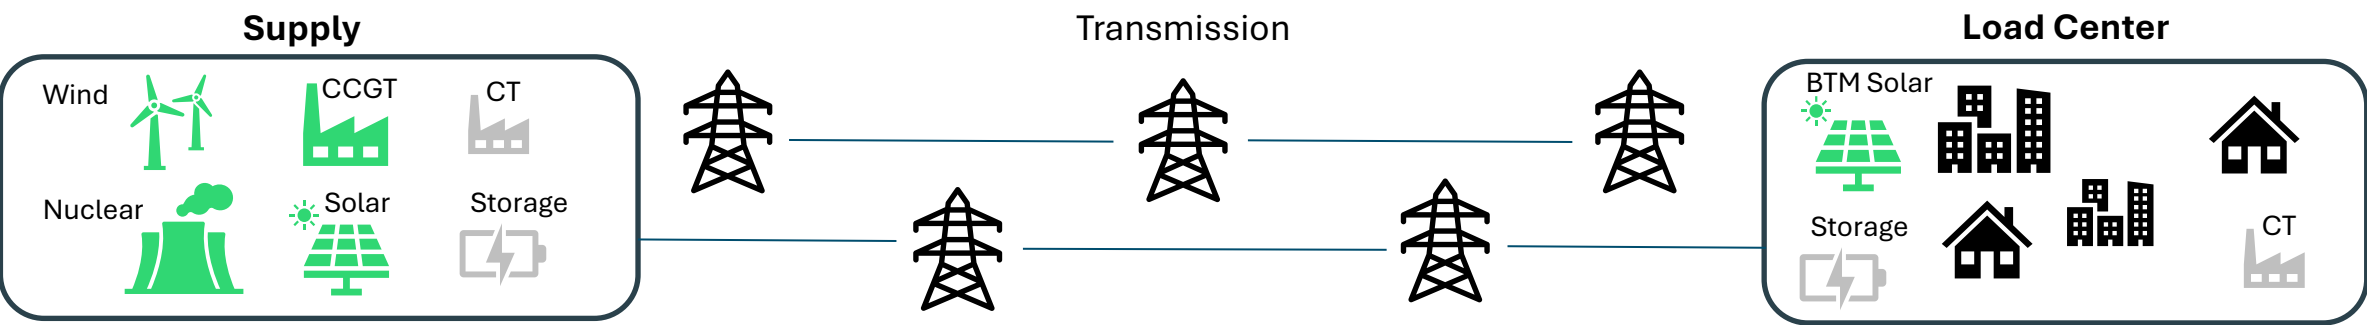 Supply
Transmission
Load Center
Wind
CCGT
CT
Nuclear
Solar
Storage
BTM Solar
Storage
CT